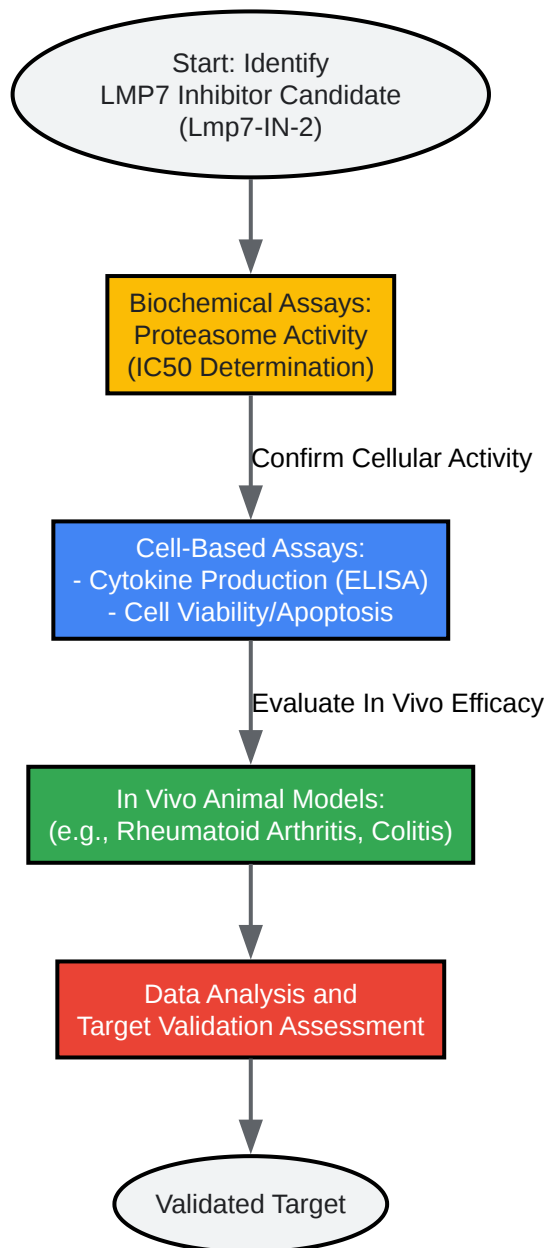 Start: Identify
LMP7 Inhibitor Candidate
(Lmp7-IN-2)
Biochemical Assays:
Proteasome Activity
(IC50 Determination)
Confirm Cellular Activity
Cell-Based Assays:
- Cytokine Production (ELISA)
- Cell Viability/Apoptosis
Evaluate In Vivo Efficacy
In Vivo Animal Models:
(e.g., Rheumatoid Arthritis, Colitis)
Data Analysis and
Target Validation Assessment
Validated Target